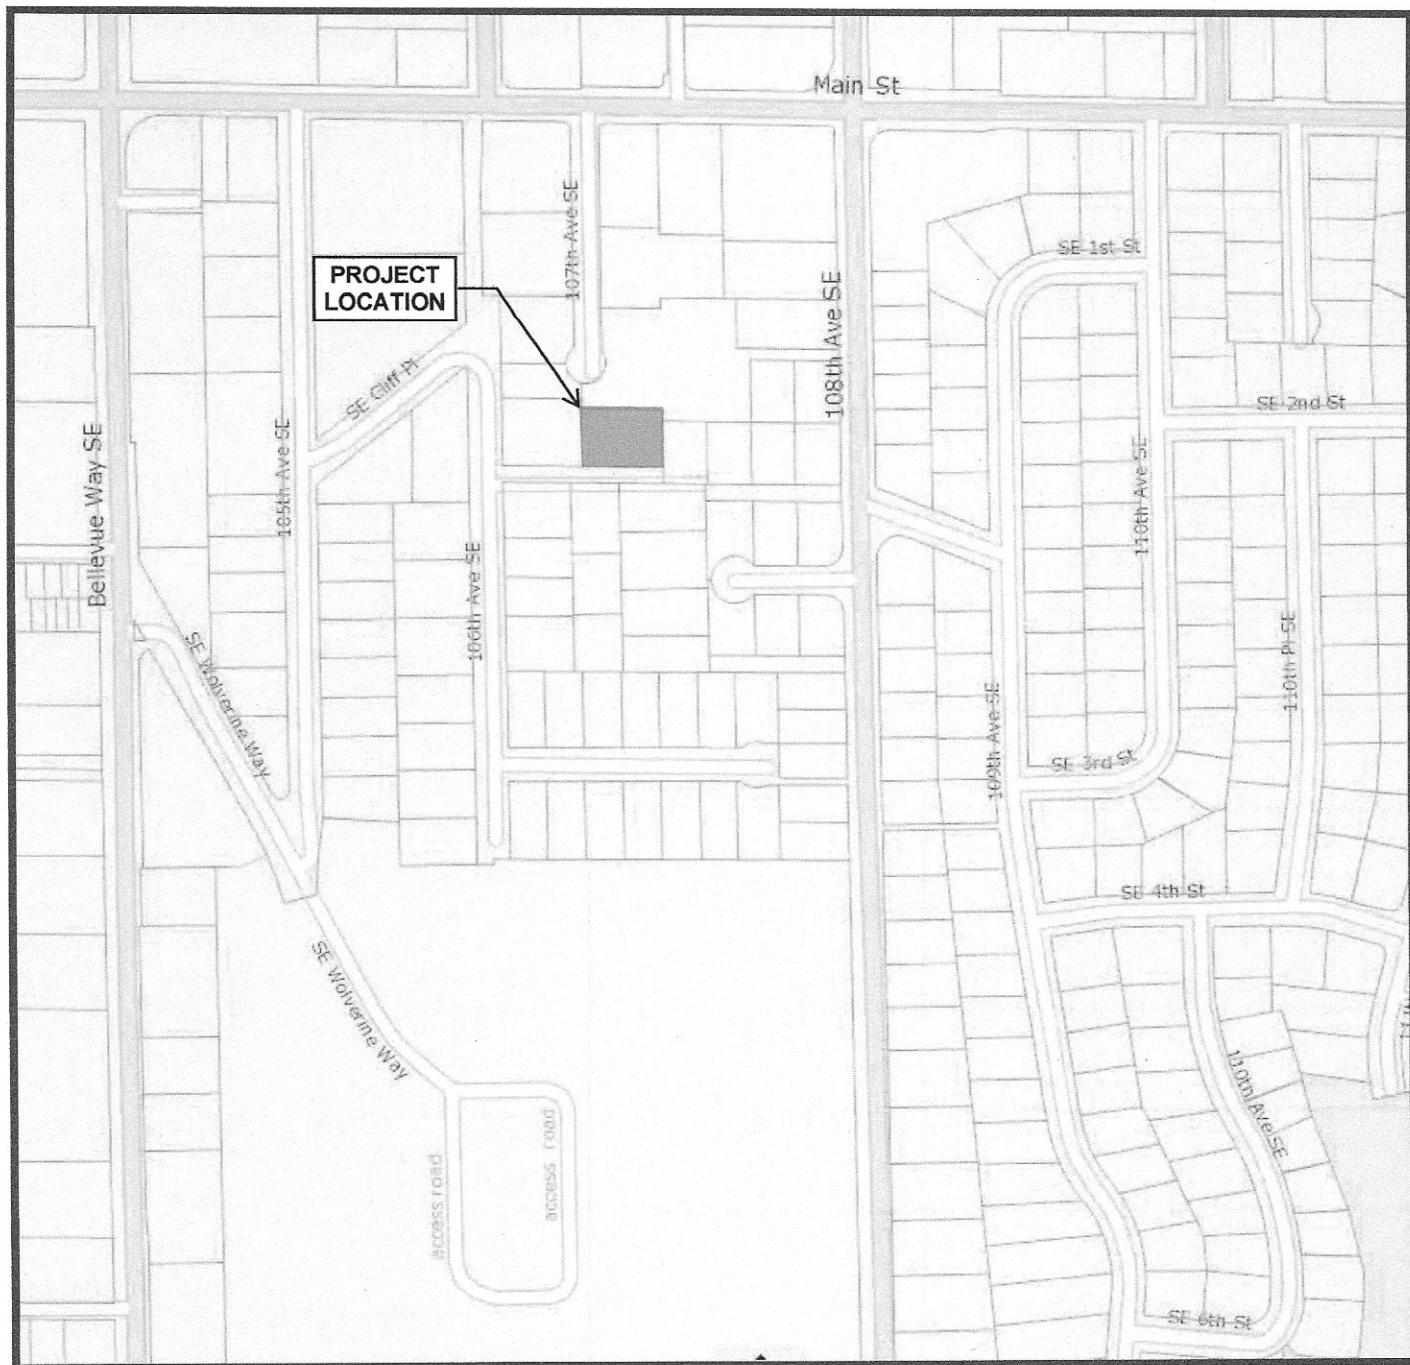 Main St
107th Ave SE
SE 1st St
PROJECT
LOCATION
108th Ave SE
SE Cliff Pl
SE 2nd St
Bellevue Way SE
105th Ave SE
110th Ave SE
106th Ave SE
SE Wolverine Way
110th Pl SE
109th Ave SE
SE 3rd St
SE 4th St
SE Wolverine Way
110th Ave SE
access road
access road
SE 6th St